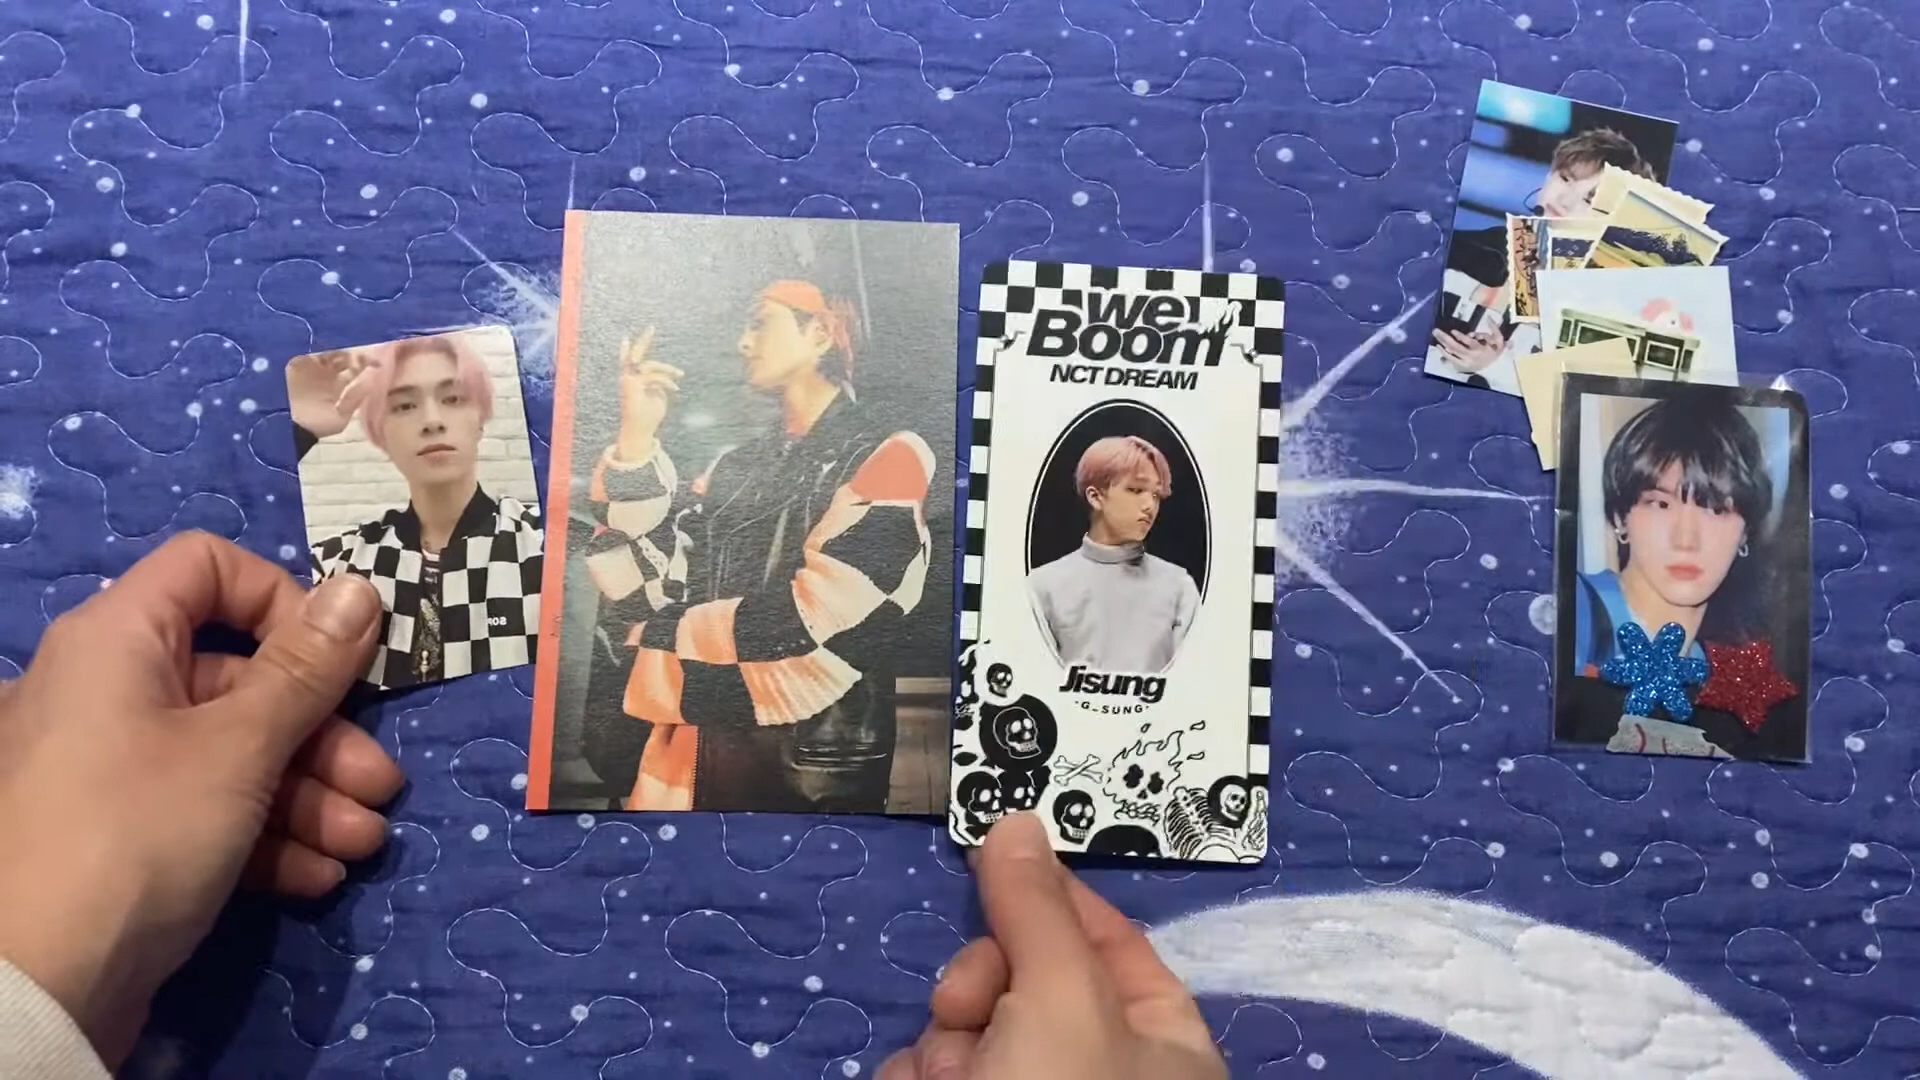 we
Boom
NCT DREAM
Jisung
·G-SUNG·